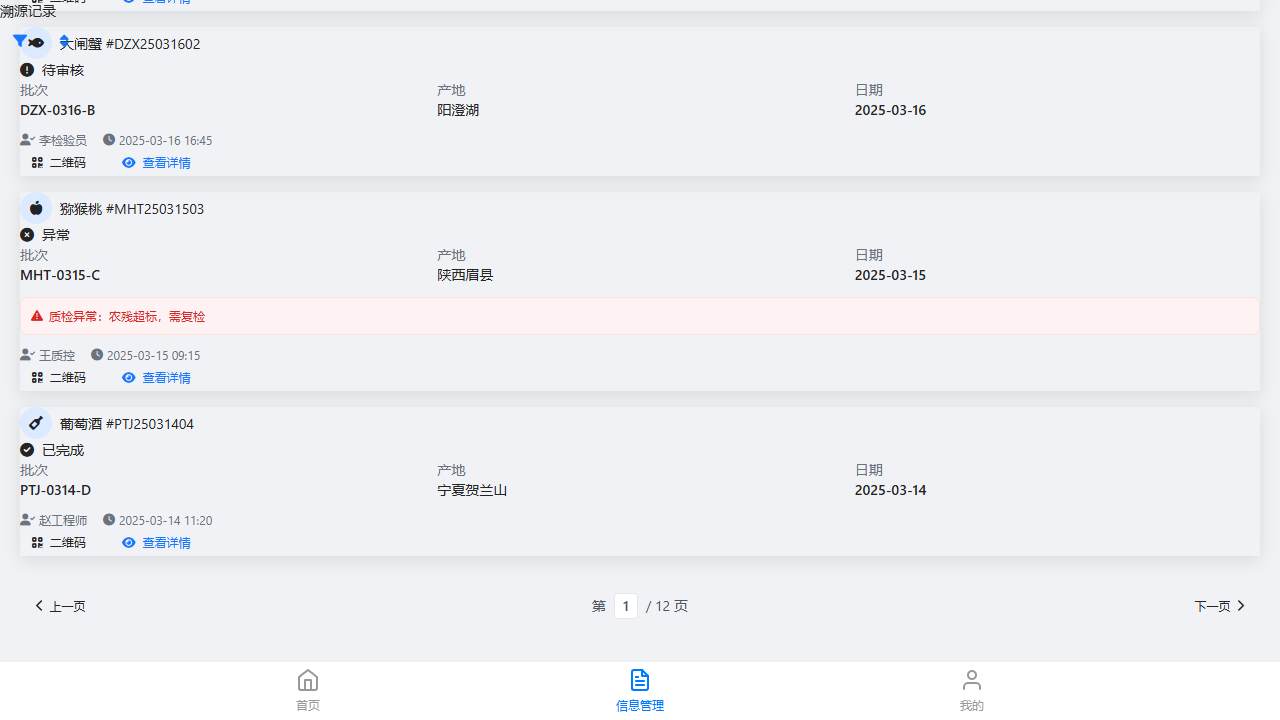 溯源记录
大闸蟹 #DZX25031602
待审核
批次 产地 日期
DZX-0316-B 阳澄湖 2025-03-16
李检验员 2025-03-16 16:45
二维码 查看详情
猕猴桃 #MHT25031503
异常
批次 产地 日期
MHT-0315-C 陕西眉县 2025-03-15
质检异常：农残超标，需复检
王质控 2025-03-15 09:15
二维码 查看详情
葡萄酒 #PTJ25031404
已完成
批次 产地 日期
PTJ-0314-D 宁夏贺兰山 2025-03-14
赵工程师 2025-03-14 11:20
二维码 查看详情
上一页 第 1 / 12 页 下一页
首页 信息管理 我的